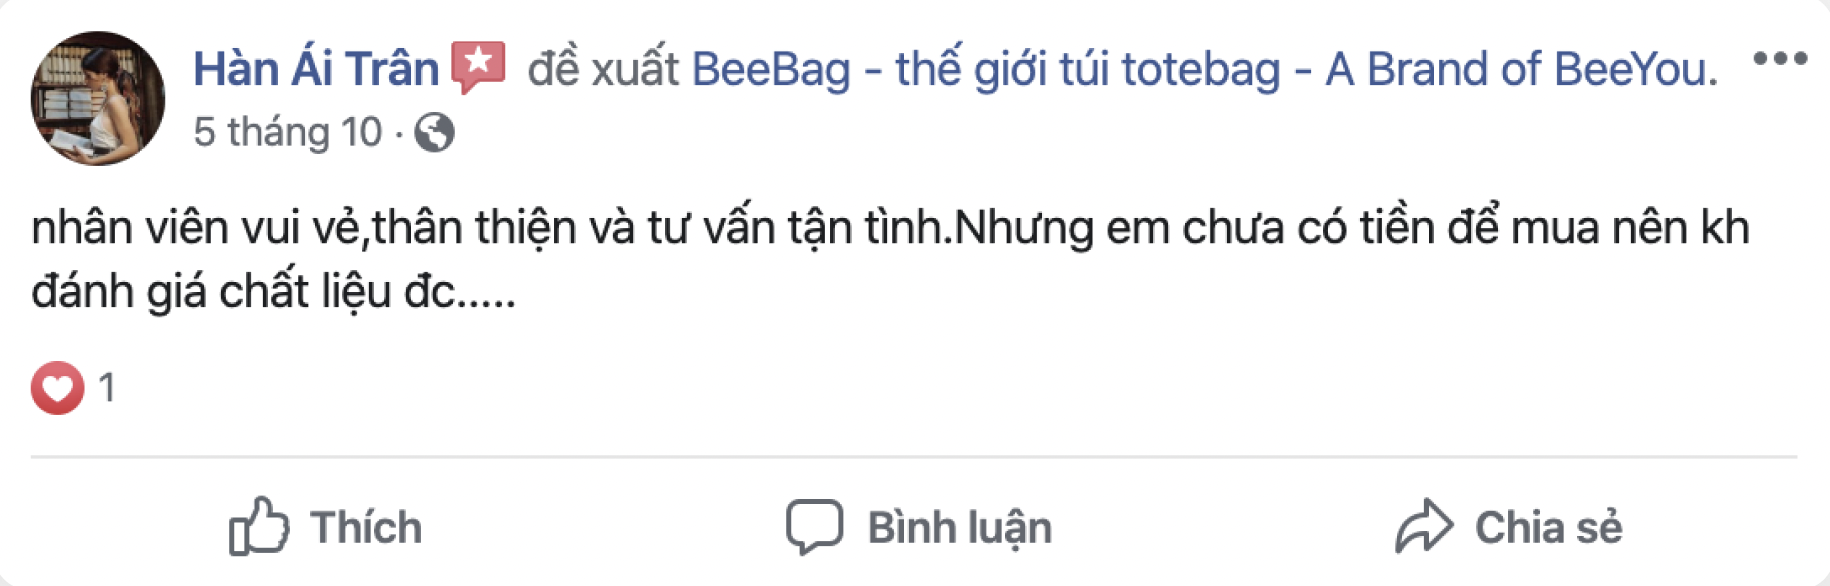 Hàn Ái Trân đề xuất BeeBag - thế giới túi totebag - A Brand of BeeYou.
5 tháng 10 ·
nhân viên vui vẻ,thân thiện và tư vấn tận tình.Nhưng em chưa có tiền để mua nên kh
đánh giá chất liệu đc.....
1
Thích Bình luận Chia sẻ